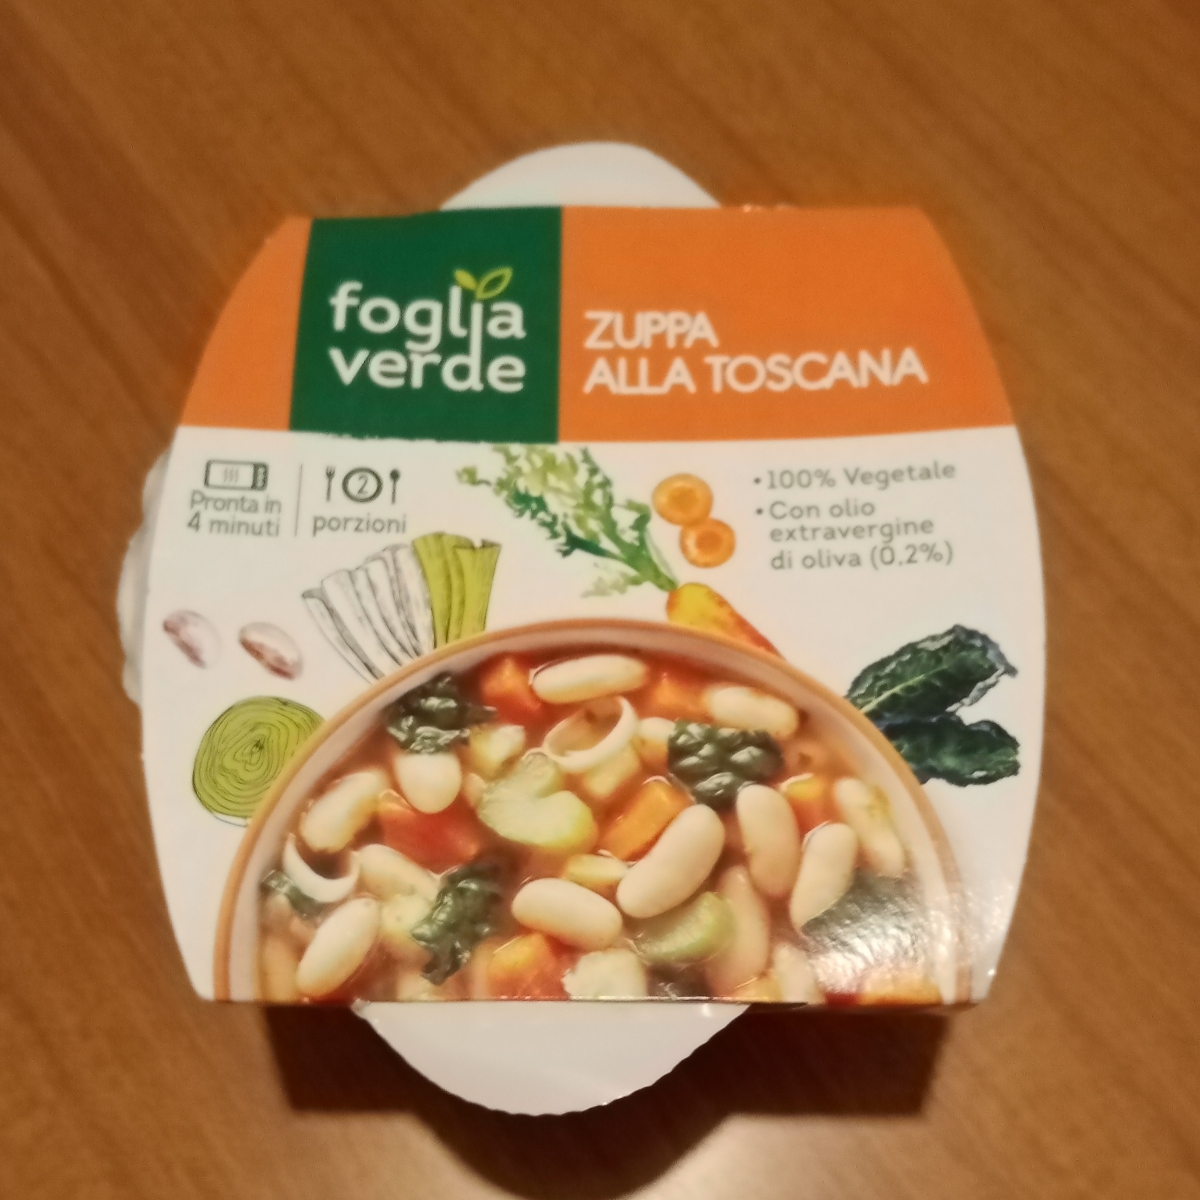 foglia
verde
ZUPPA
ALLA TOSCANA
Pronta in
4 minuti
2
porzioni
•100% Vegetale
•Con olio
extravergine
di oliva (0.2%)